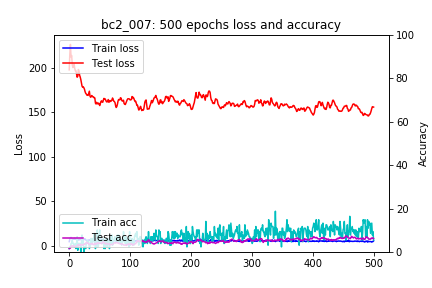 bc2_007: 500 epochs loss and accuracy
Train loss
Test loss
Train acc
Test acc
Loss
Accuracy
200
150
100
50
0
100
80
60
40
20
0
0 100 200 300 400 500